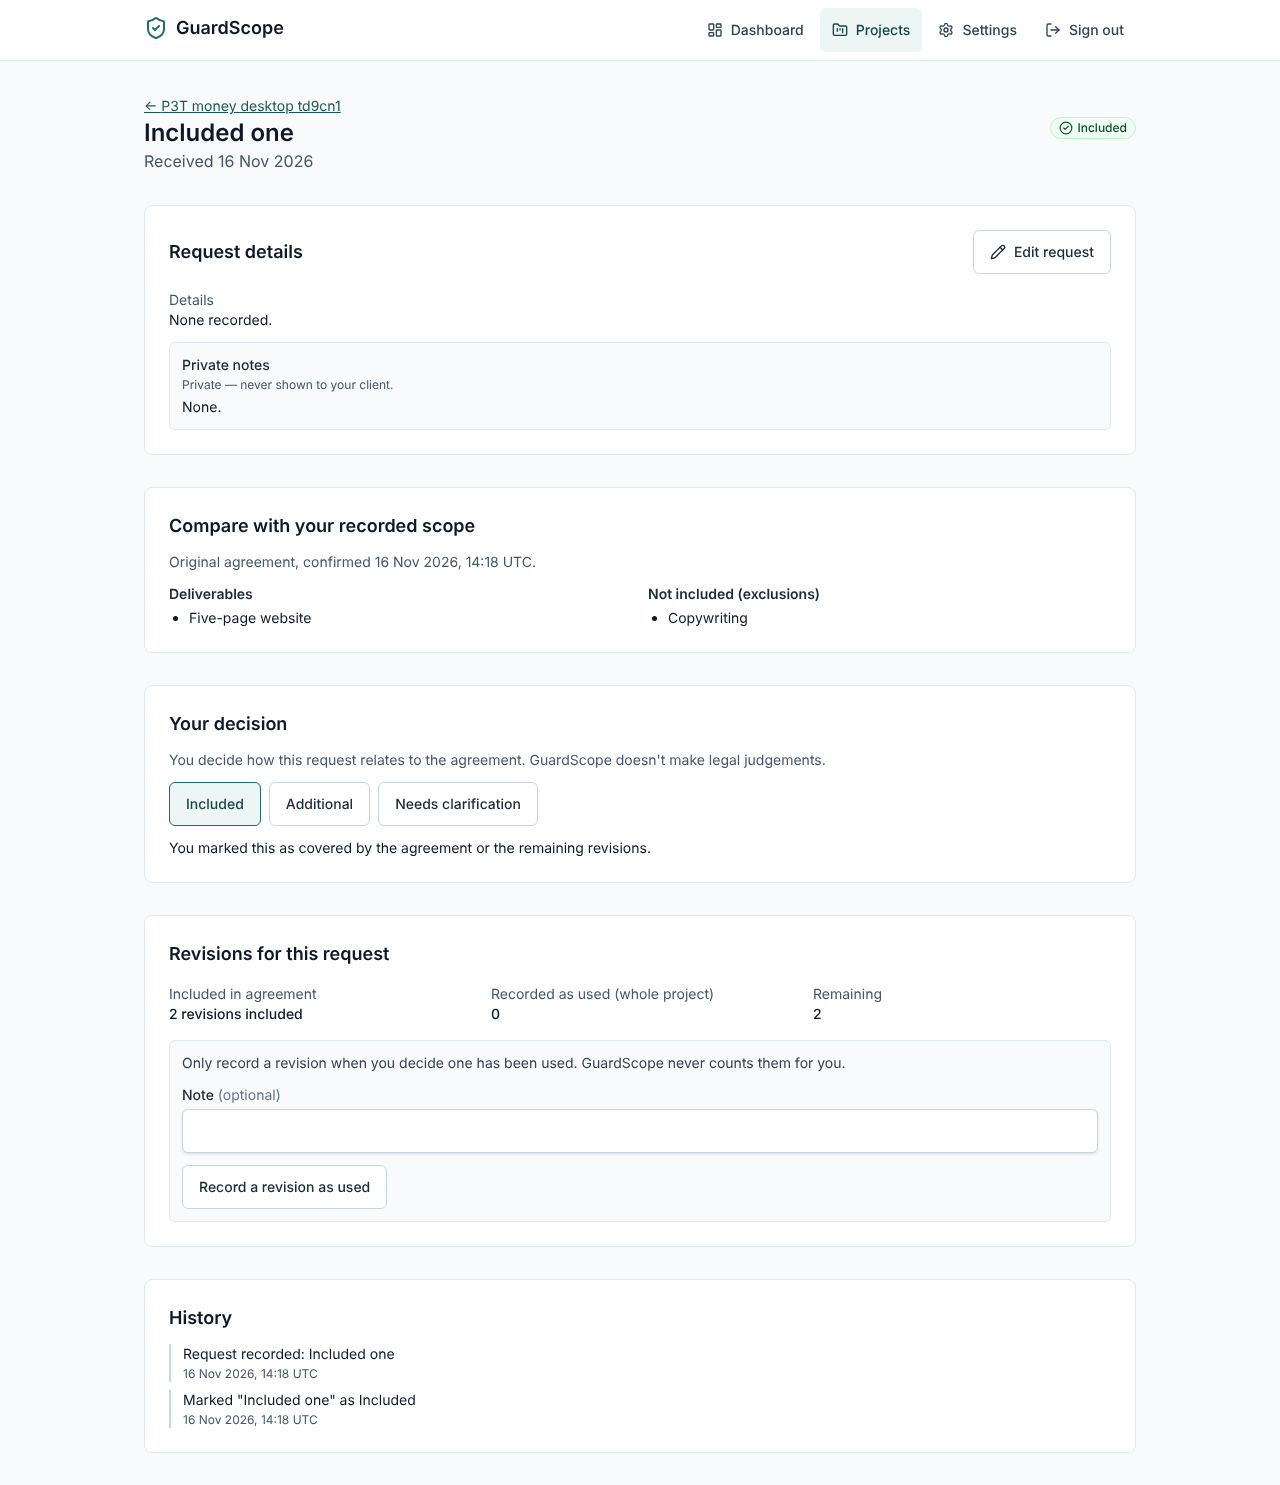 GuardScope
Dashboard
Projects
Settings
Sign out
← P3T money desktop td9cn1
Included one
Included
Received 16 Nov 2026
Request details
Edit request
Details
None recorded.
Private notes
Private — never shown to your client.
None.
Compare with your recorded scope
Original agreement, confirmed 16 Nov 2026, 14:18 UTC.
Deliverables
• Five-page website
Not included (exclusions)
• Copywriting
Your decision
You decide how this request relates to the agreement. GuardScope doesn't make legal judgements.
Included
Additional
Needs clarification
You marked this as covered by the agreement or the remaining revisions.
Revisions for this request
Included in agreement
2 revisions included
Recorded as used (whole project)
0
Remaining
2
Only record a revision when you decide one has been used. GuardScope never counts them for you.
Note (optional)
Record a revision as used
History
Request recorded: Included one
16 Nov 2026, 14:18 UTC
Marked "Included one" as Included
16 Nov 2026, 14:18 UTC